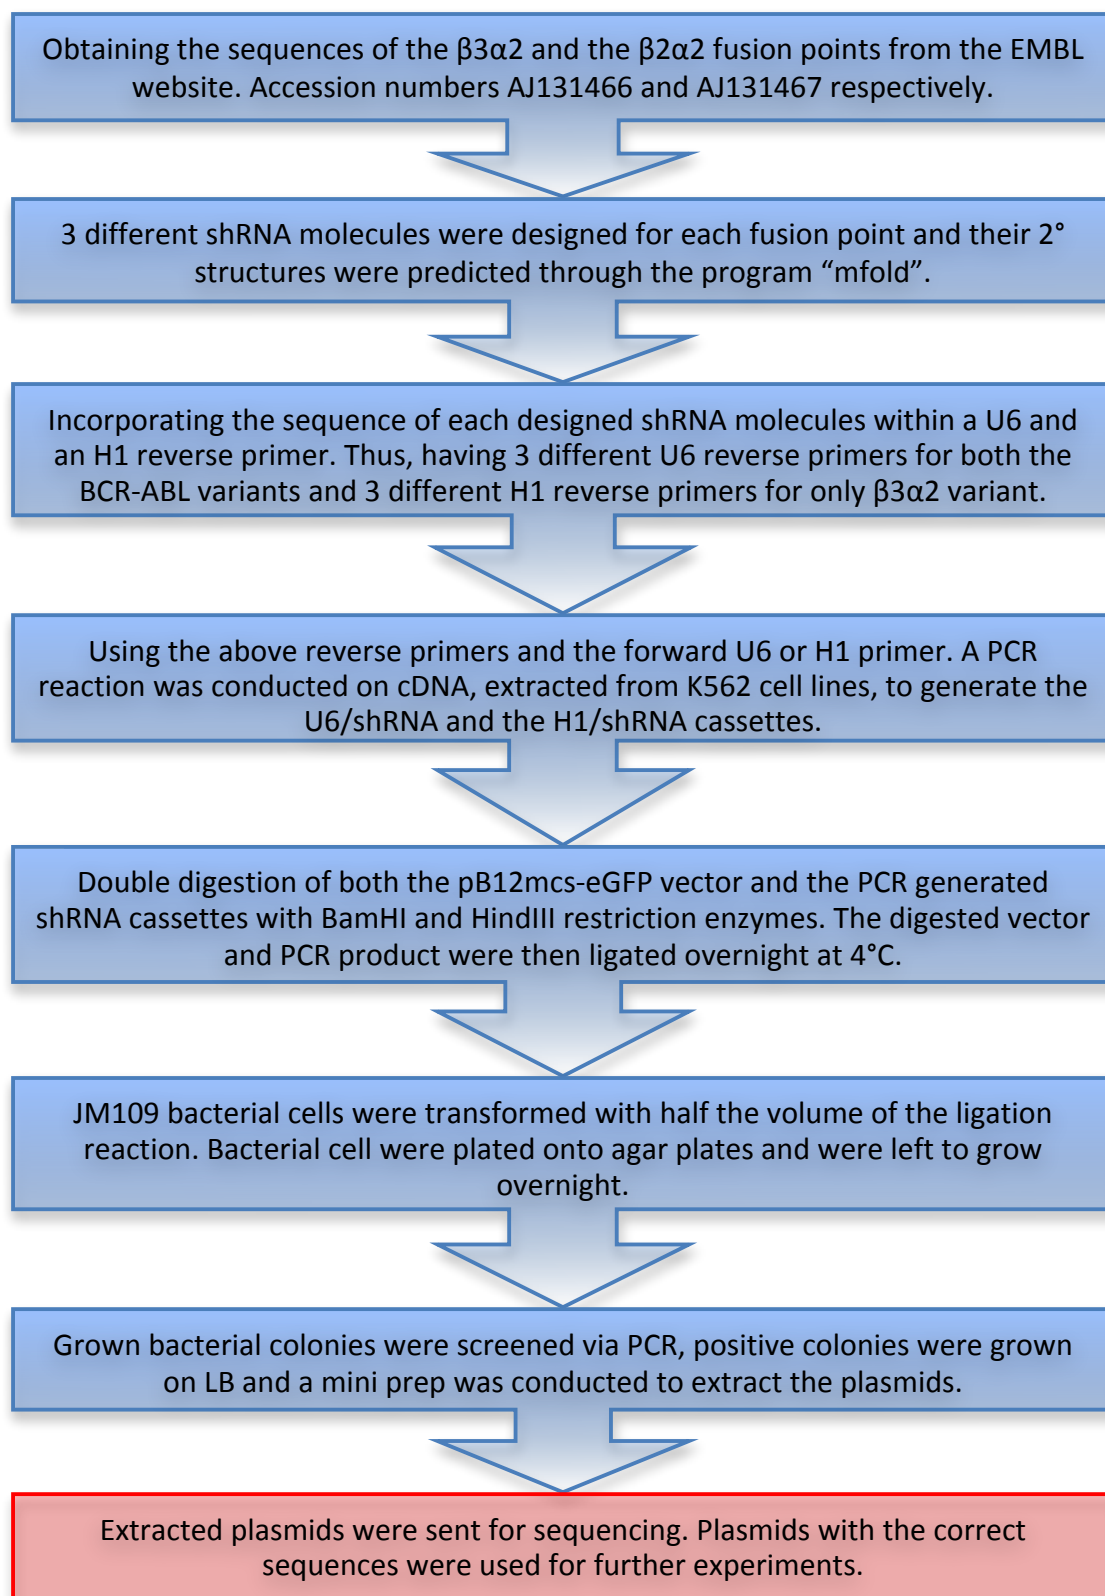 Obtaining the sequences of the β3α2 and the β2α2 fusion points from the EMBL
website. Accession numbers AJ131466 and AJ131467 respectively.
3 different shRNA molecules were designed for each fusion point and their 2°
structures were predicted through the program “mfold”.
Incorporating the sequence of each designed shRNA molecules within a U6 and
an H1 reverse primer. Thus, having 3 different U6 reverse primers for both the
BCR-ABL variants and 3 different H1 reverse primers for only β3α2 variant.
Using the above reverse primers and the forward U6 or H1 primer. A PCR
reaction was conducted on cDNA, extracted from K562 cell lines, to generate the
U6/shRNA and the H1/shRNA cassettes.
Double digestion of both the pB12mcs-eGFP vector and the PCR generated
shRNA cassettes with BamHI and HindIII restriction enzymes. The digested vector
and PCR product were then ligated overnight at 4°C.
JM109 bacterial cells were transformed with half the volume of the ligation
reaction. Bacterial cell were plated onto agar plates and were left to grow
overnight.
Grown bacterial colonies were screened via PCR, positive colonies were grown
on LB and a mini prep was conducted to extract the plasmids.
Extracted plasmids were sent for sequencing. Plasmids with the correct
sequences were used for further experiments.